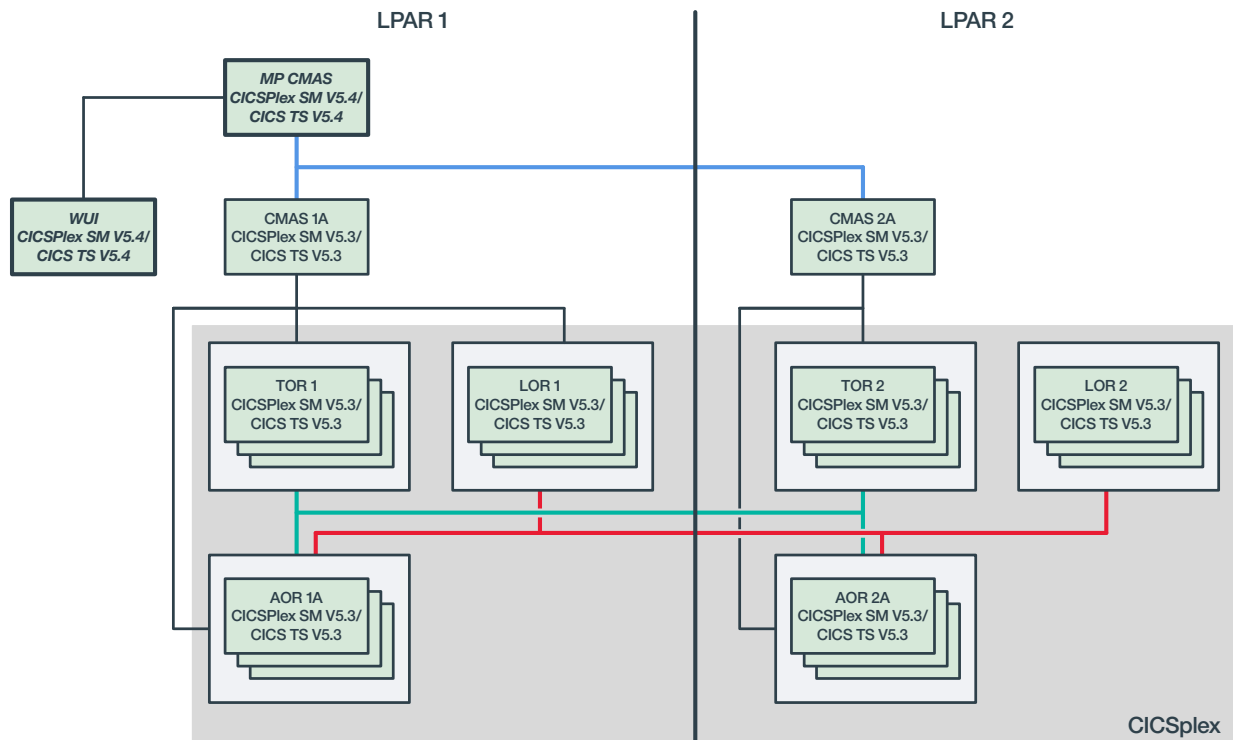 LPAR 1
LPAR 2
MP CMAS
CICSPlex SM V5.4/
CICS TS V5.4
WUI
CICSPlex SM V5.4/
CICS TS V5.4
CMAS 1A
CICSPlex SM V5.3/
CICS TS V5.3
CMAS 2A
CICSPlex SM V5.3/
CICS TS V5.3
TOR 1
CICSPlex SM V5.3/
CICS TS V5.3
LOR 1
CICSPlex SM V5.3/
CICS TS V5.3
TOR 2
CICSPlex SM V5.3/
CICS TS V5.3
LOR 2
CICSPlex SM V5.3/
CICS TS V5.3
AOR 1A
CICSPlex SM V5.3/
CICS TS V5.3
AOR 2A
CICSPlex SM V5.3/
CICS TS V5.3
CICSplex